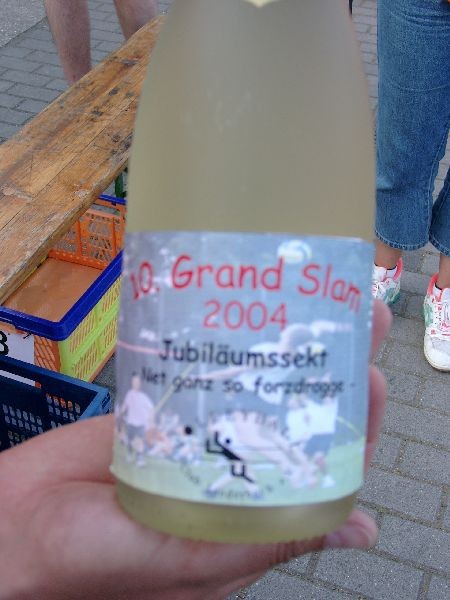 10. Grand Slam
2004
Jubiläumssekt
- Net ganz so forzdrogge -